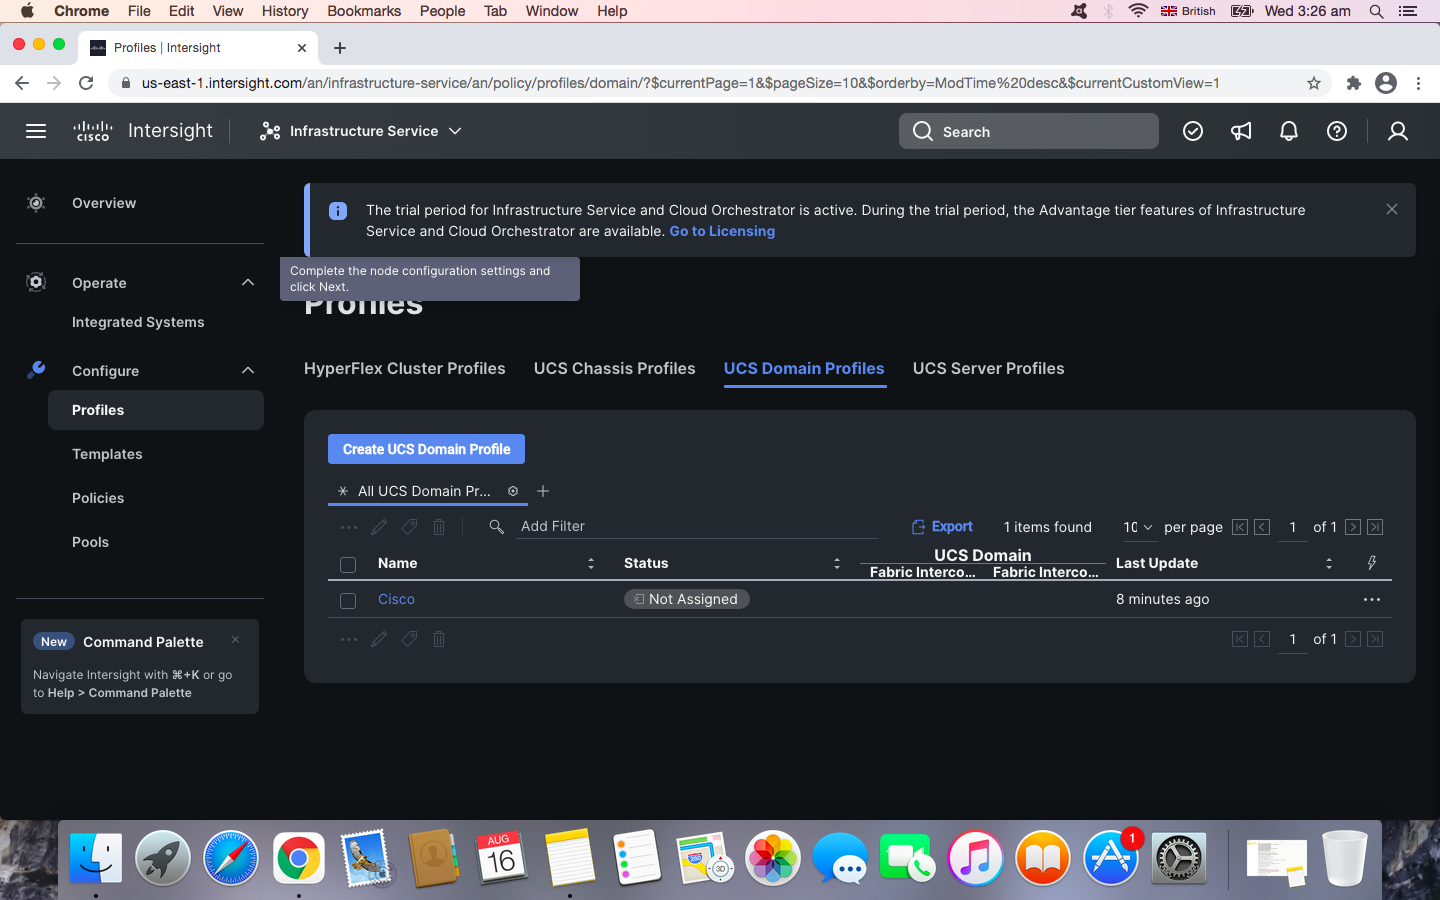 Chrome File Edit View History Bookmarks People Tab Window Help British Wed 3:26 am
Profiles | Intersight
us-east-1.intersight.com/an/infrastructure-service/an/policy/profiles/domain/?$currentPage=1&$pageSize=10&$orderby=ModTime%20desc&$currentCustomView=1
CISCO Intersight Infrastructure Service Search
Overview
The trial period for Infrastructure Service and Cloud Orchestrator is active. During the trial period, the Advantage tier features of Infrastructure
Service and Cloud Orchestrator are available. Go to Licensing
Operate
Integrated Systems
Configure
Profiles
Templates
Policies
Pools
New Command Palette
Navigate Intersight with ⌘+K or go
to Help > Command Palette
Complete the node configuration settings and
click Next.
Profiles
HyperFlex Cluster Profiles UCS Chassis Profiles UCS Domain Profiles UCS Server Profiles
Create UCS Domain Profile
All UCS Domain Pr...
Add Filter Export 1 items found 10 per page 1 of 1
UCS Domain
Name Status Fabric Interco... Fabric Interco... Last Update
Cisco Not Assigned 8 minutes ago
1 of 1
AUG
16
280
3D
1